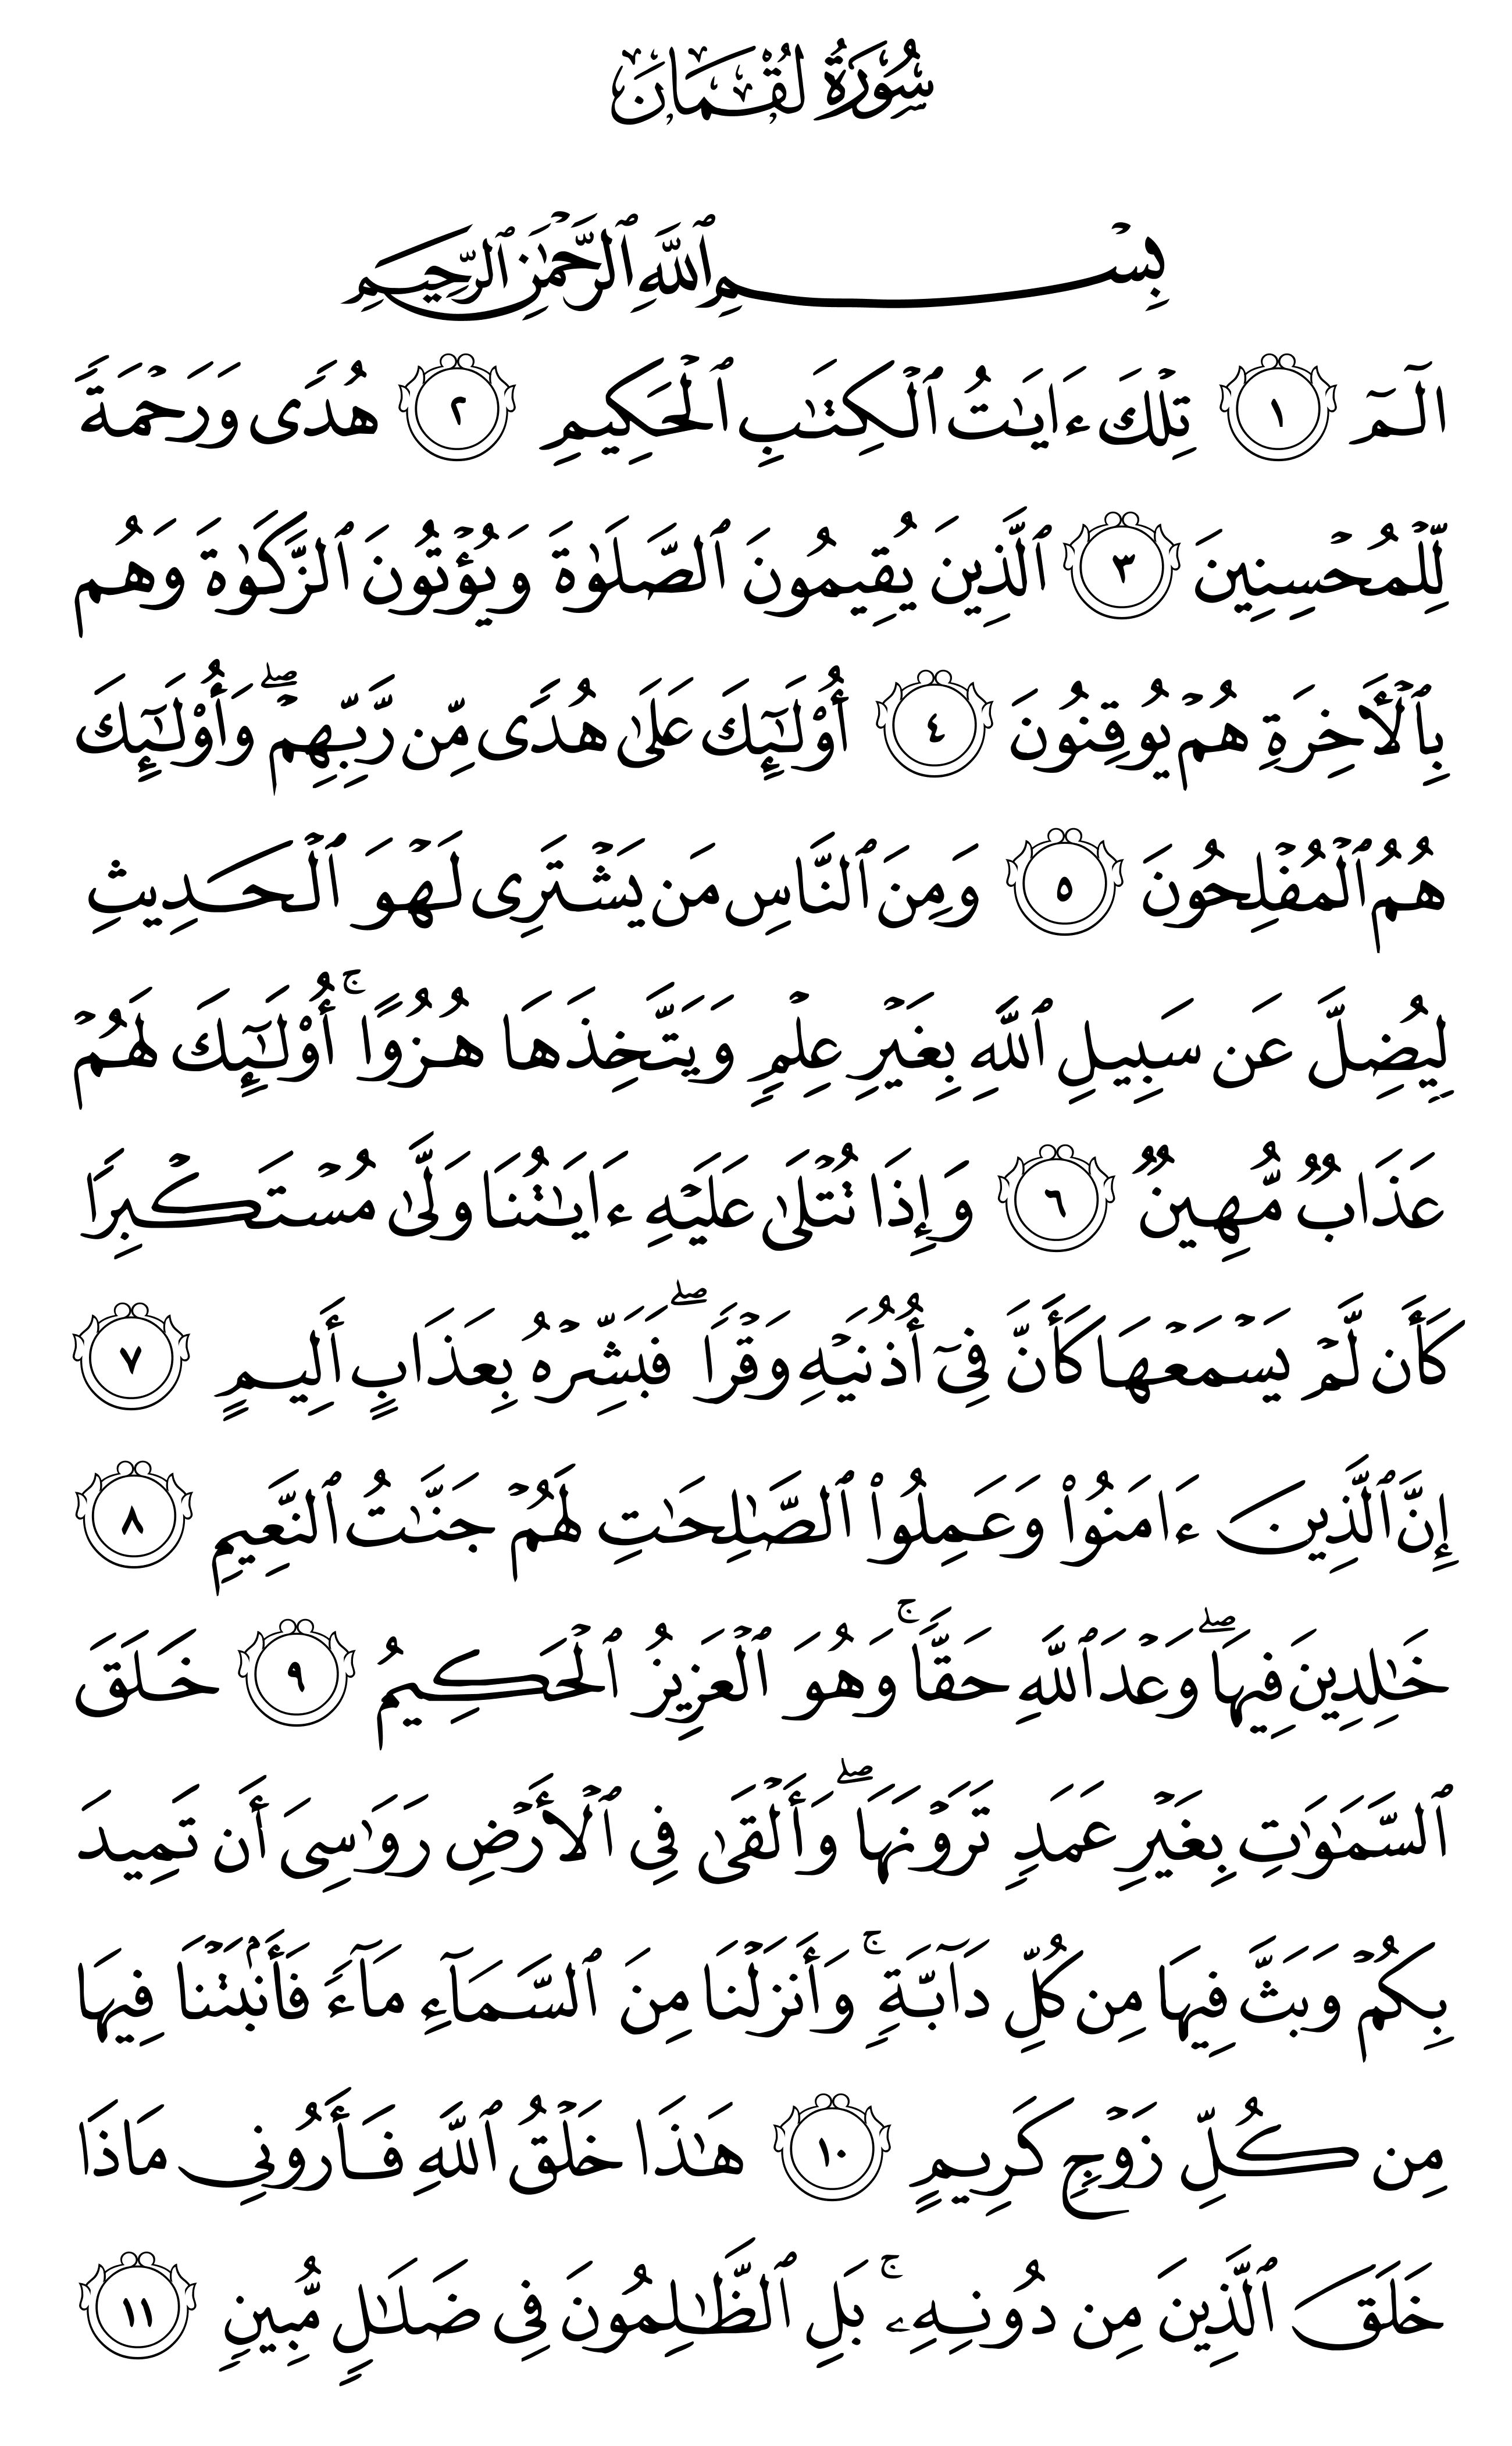 سُورَةُ لُقْمَان
بِسْمِ ٱللَّهِ ٱلرَّحْمَٰنِ ٱلرَّحِيمِ
الٓمٓ ١ تِلْكَ ءَايَٰتُ ٱلْكِتَٰبِ ٱلْحَكِيمِ ٢ هُدًى وَرَحْمَةً
لِّلْمُحْسِنِينَ ٣ ٱلَّذِينَ يُقِيمُونَ ٱلصَّلَوٰةَ وَيُؤْتُونَ ٱلزَّكَوٰةَ وَهُم
بِٱلْأَخِرَةِ هُمْ يُوقِنُونَ ٤ أُو۟لَٰٓئِكَ عَلَىٰ هُدًى مِّن رَّبِّهِمْ ۖ وَأُو۟لَٰٓئِكَ
هُمُ ٱلْمُفْلِحُونَ ٥ وَمِنَ ٱلنَّاسِ مَن يَشْتَرِى لَهْوَ ٱلْحَدِيثِ
لِيُضِلَّ عَن سَبِيلِ ٱللَّهِ بِغَيْرِ عِلْمٍ وَيَتَّخِذَهَا هُزُوًا ۚ أُو۟لَٰٓئِكَ لَهُمْ
عَذَابٌ مُّهِينٌ ٦ وَإِذَا تُتْلَىٰ عَلَيْهِ ءَايَٰتُنَا وَلَّىٰ مُسْتَكْبِرًا
كَأَن لَّمْ يَسْمَعْهَا كَأَنَّ فِىٓ أُذُنَيْهِ وَقْرًا ۖ فَبَشِّرْهُ بِعَذَابٍ أَلِيمٍ ٧
إِنَّ ٱلَّذِينَ ءَامَنُوا۟ وَعَمِلُوا۟ ٱلصَّٰلِحَٰتِ لَهُمْ جَنَّٰتُ ٱلنَّعِيمِ ٨
خَٰلِدِينَ فِيهَا ۖ وَعْدَ ٱللَّهِ حَقًّا ۚ وَهُوَ ٱلْعَزِيزُ ٱلْحَكِيمُ ٩ خَلَقَ
ٱلسَّمَٰوَٰتِ بِغَيْرِ عَمَدٍ تَرَوْنَهَا ۖ وَأَلْقَىٰ فِى ٱلْأَرْضِ رَوَٰسِىَ أَن تَمِيدَ
بِكُمْ وَبَثَّ فِيهَا مِن كُلِّ دَآبَّةٍ ۚ وَأَنزَلْنَا مِنَ ٱلسَّمَآءِ مَآءً فَأَنۢبَتْنَا فِيهَا
مِن كُلِّ زَوْجٍ كَرِيمٍ ١٠ هَٰذَا خَلْقُ ٱللَّهِ فَأَرُونِى مَاذَا
خَلَقَ ٱلَّذِينَ مِن دُونِهِۦ ۚ بَلِ ٱلظَّٰلِمُونَ فِى ضَلَٰلٍ مُّبِينٍ ١١